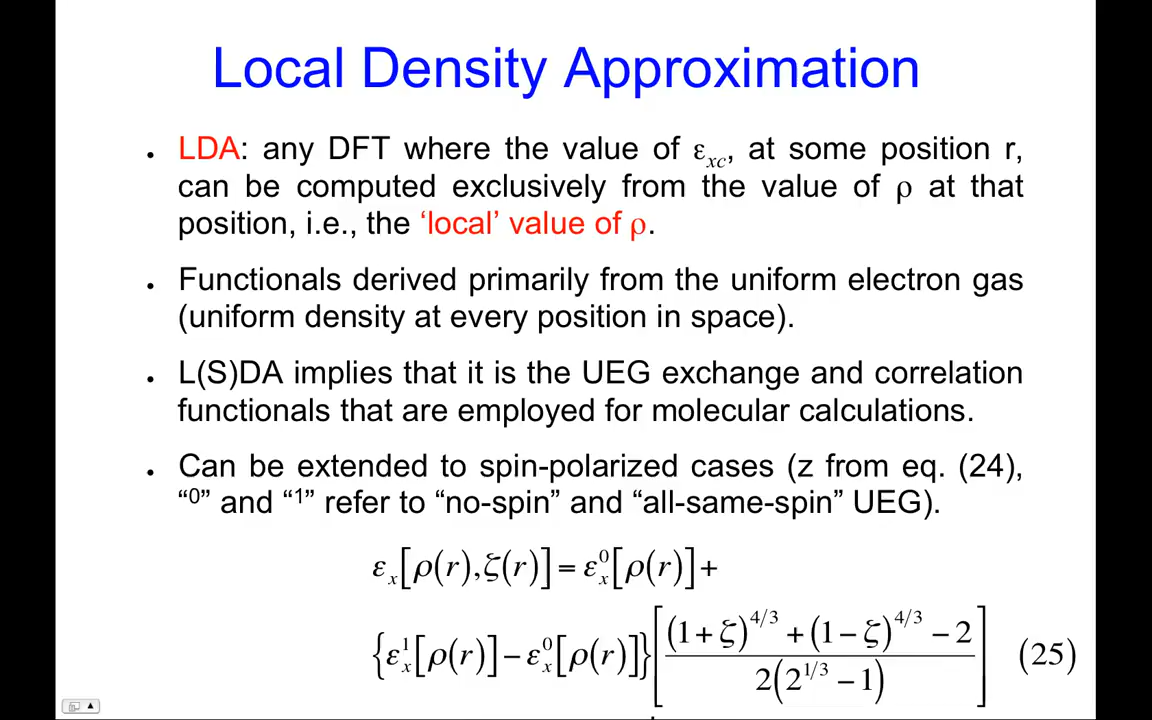 Local Density Approximation
• LDA: any DFT where the value of ε_xc, at some position r,
can be computed exclusively from the value of ρ at that
position, i.e., the ‘local’ value of ρ.
• Functionals derived primarily from the uniform electron gas
(uniform density at every position in space).
• L(S)DA implies that it is the UEG exchange and correlation
functionals that are employed for molecular calculations.
• Can be extended to spin-polarized cases (z from eq. (24),
“⁰” and “¹” refer to “no-spin” and “all-same-spin” UEG).
ε_x[ρ(r),ζ(r)] = ε_x^0[ρ(r)] +
{ε_x^1[ρ(r)] − ε_x^0[ρ(r)]}[((1+ζ)^{4/3} + (1−ζ)^{4/3} − 2) / (2(2^{1/3} − 1))] (25)